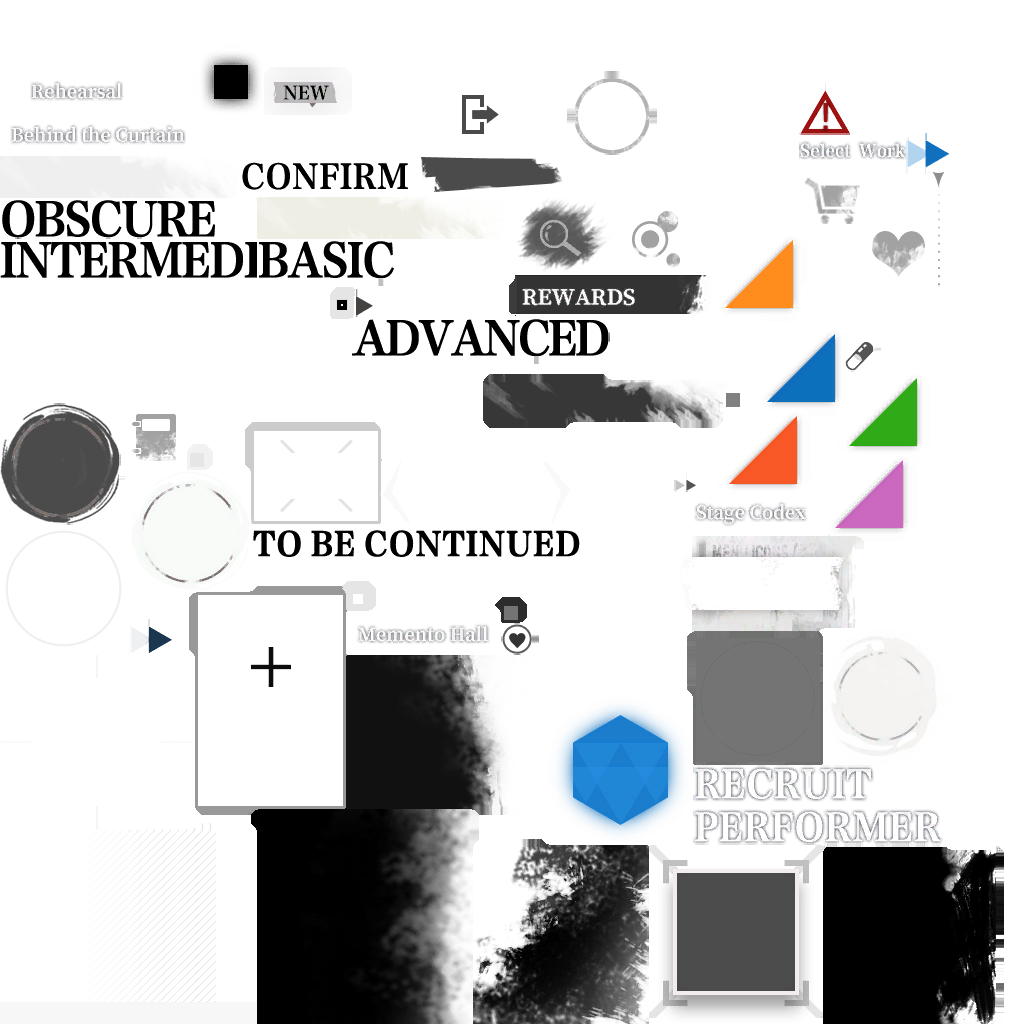 Rehearsal
NEW
Behind the Curtain
Select Work
CONFIRM
OBSCURE
INTERMEDIBASIC
REWARDS
ADVANCED
Stage Codex
TO BE CONTINUED
Memento Hall
RECRUIT
PERFORMER